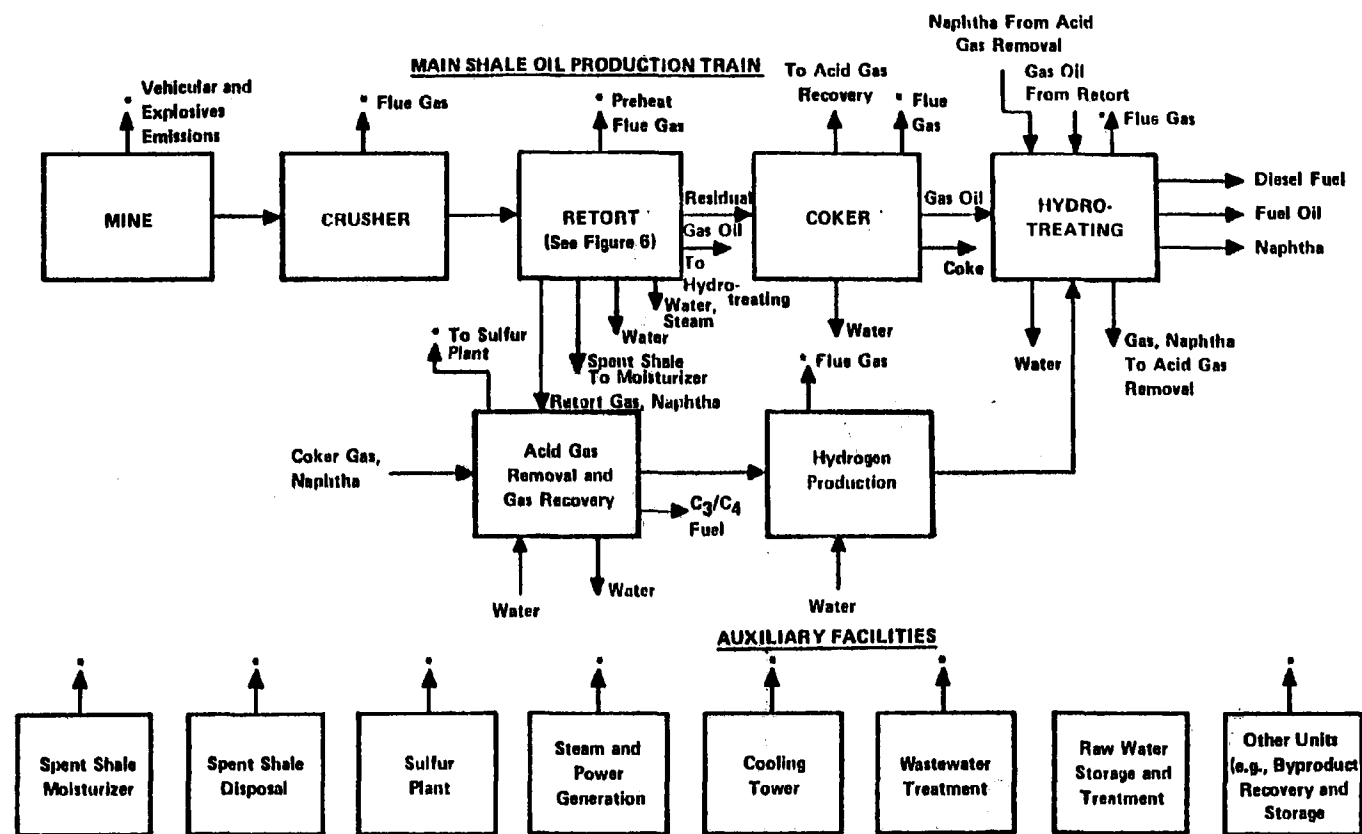 MAIN SHALE OIL PRODUCTION TRAIN
Vehicular and
Explosives
Emissions
Flue Gas
Preheat
Flue Gas
To Acid Gas
Recovery
Flue
Gas
Naphtha From Acid
Gas Removal
Gas Oil
From Retort
Flue Gas
MINE
CRUSHER
RETORT
(See Figure 6)
Residual
Gas Oil
To
Hydro-
treating
COKER
Gas Oil
Coke
HYDRO-
TREATING
Diesel Fuel
Fuel Oil
Naphtha
Water,
Steam
Water
Spent Shale
To Moisturizer
Retort Gas, Naphtha
Water
Water
Gas, Naphtha
To Acid Gas
Removal
To Sulfur
Plant
Flue Gas
Coker Gas,
Naphtha
Acid Gas
Removal and
Gas Recovery
C3/C4
Fuel
Hydrogen
Production
Water
Water
Water
AUXILIARY FACILITIES
Spent Shale
Moisturizer
Spent Shale
Disposal
Sulfur
Plant
Steam and
Power
Generation
Cooling
Tower
Wastewater
Treatment
Raw Water
Storage and
Treatment
Other Units
(e.g., Byproduct
Recovery and
Storage